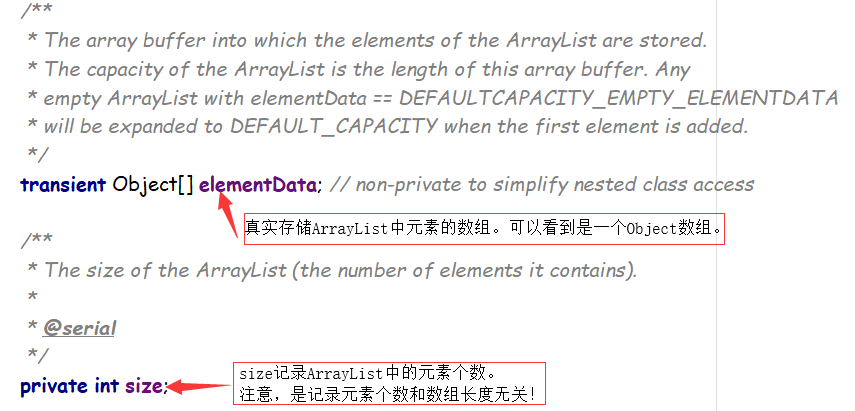 /**
* The array buffer into which the elements of the ArrayList are stored.
* The capacity of the ArrayList is the length of this array buffer. Any
* empty ArrayList with elementData == DEFAULTCAPACITY_EMPTY_ELEMENTDATA
* will be expanded to DEFAULT_CAPACITY when the first element is added.
*/
transient Object[] elementData; // non-private to simplify nested class access
真实存储ArrayList中元素的数组。可以看到是一个Object数组。
/**
* The size of the ArrayList (the number of elements it contains).
*
* @serial
*/
size记录ArrayList中的元素个数。
private int size;
注意，是记录元素个数和数组长度无关！